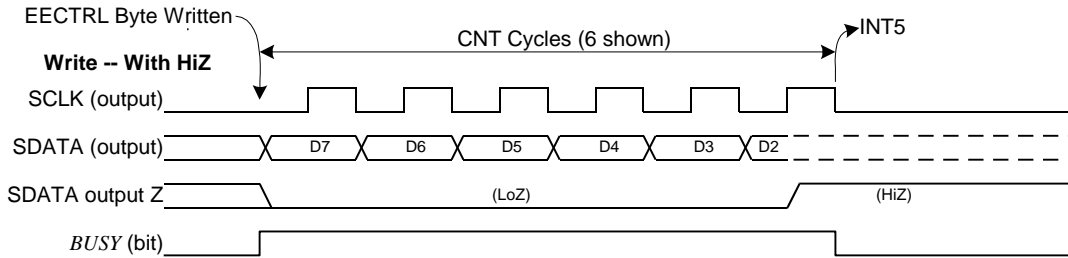 EECTRL Byte Written
CNT Cycles (6 shown)
INT5
Write -- With HiZ
SCLK (output)
SDATA (output)
D7 D6 D5 D4 D3 D2
SDATA output Z
(LoZ) (HiZ)
BUSY (bit)